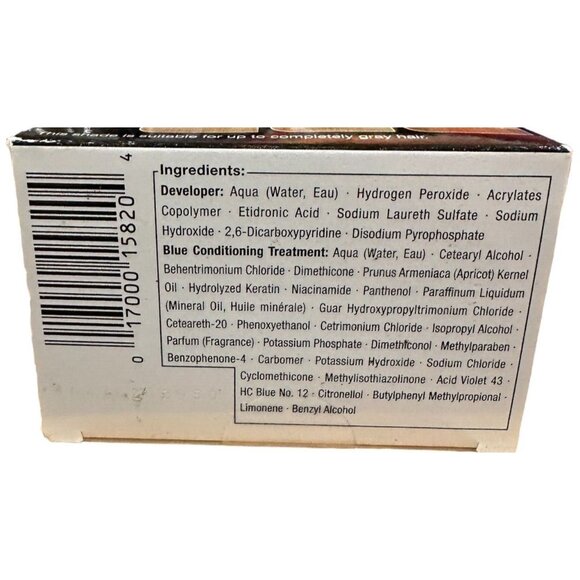 This shade is suitable for up to completely gray hair.
Ingredients:
Developer: Aqua (Water, Eau) · Hydrogen Peroxide · Acrylates
Copolymer · Etidronic Acid · Sodium Laureth Sulfate · Sodium
Hydroxide · 2,6-Dicarboxypyridine · Disodium Pyrophosphate
Blue Conditioning Treatment: Aqua (Water, Eau) · Cetearyl Alcohol ·
Behentrimonium Chloride · Dimethicone · Prunus Armeniaca (Apricot) Kernel
Oil · Hydrolyzed Keratin · Niacinamide · Panthenol · Paraffinum Liquidum
(Mineral Oil, Huile minérale) · Guar Hydroxypropyltrimonium Chloride ·
Ceteareth-20 · Phenoxyethanol · Cetrimonium Chloride · Isopropyl Alcohol ·
Parfum (Fragrance) · Potassium Phosphate · Dimethiconol · Methylparaben ·
Benzophenone-4 · Carbomer · Potassium Hydroxide · Sodium Chloride ·
Cyclomethicone · Methylisothiazolinone · Acid Violet 43 ·
HC Blue No. 12 · Citronellol · Butylphenyl Methylpropional ·
Limonene · Benzyl Alcohol
0 17000 15820 4